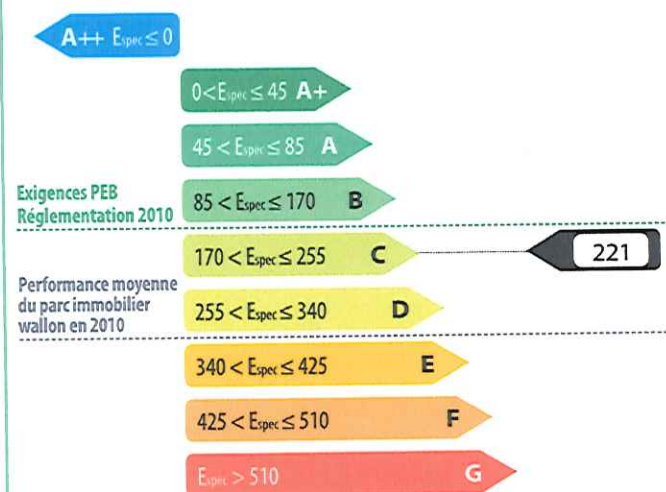 A++ Espec ≤ 0
0 < Espec ≤ 45 A+
45 < Espec ≤ 85 A
Exigences PEB
Réglementation 2010
85 < Espec ≤ 170 B
170 < Espec ≤ 255 C
221
Performance moyenne
du parc immobilier
wallon en 2010
255 < Espec ≤ 340 D
340 < Espec ≤ 425 E
425 < Espec ≤ 510 F
Espec > 510 G